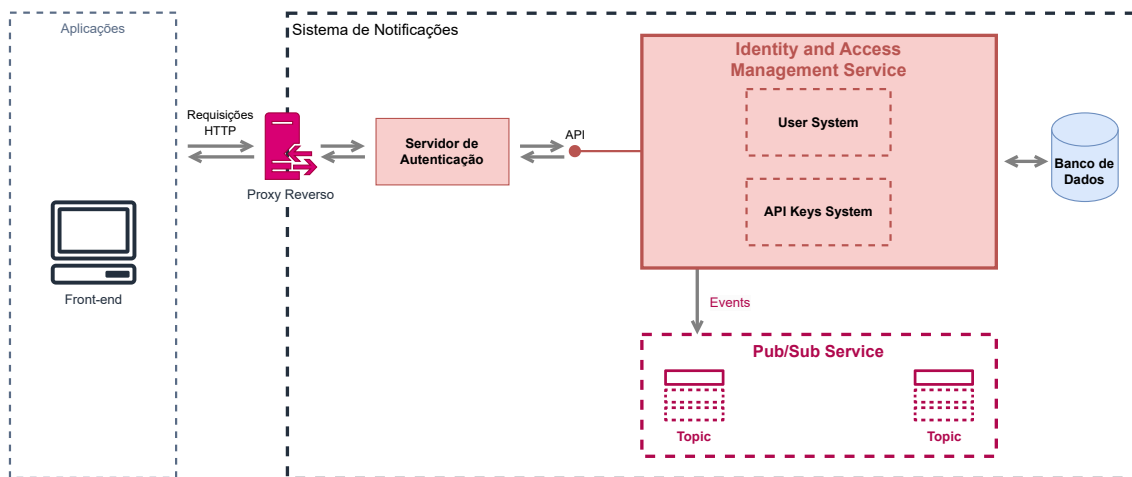 Aplicações
Sistema de Notificações
Identity and Access
Management Service
Requisições
HTTP
User System
API
Servidor de
Autenticação
Banco de
Dados
Proxy Reverso
API Keys System
Front-end
Events
Pub/Sub Service
Topic
Topic